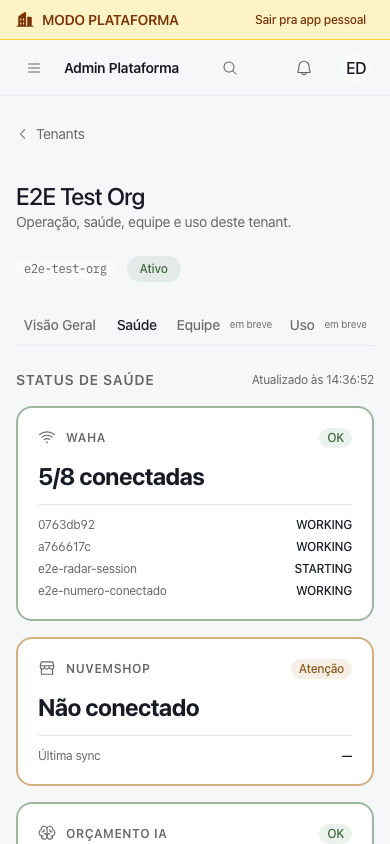 MODO PLATAFORMA
Sair pra app pessoal
Admin Plataforma
ED
Tenants
E2E Test Org
Operação, saúde, equipe e uso deste tenant.
e2e-test-org
Ativo
Visão Geral Saúde Equipe em breve Uso em breve
STATUS DE SAÚDE
Atualizado às 14:36:52
WAHA
OK
5/8 conectadas
0763db92 WORKING
a766617c WORKING
e2e-radar-session STARTING
e2e-numero-conectado WORKING
NUVEMSHOP
Atenção
Não conectado
Última sync —
ORÇAMENTO IA
OK